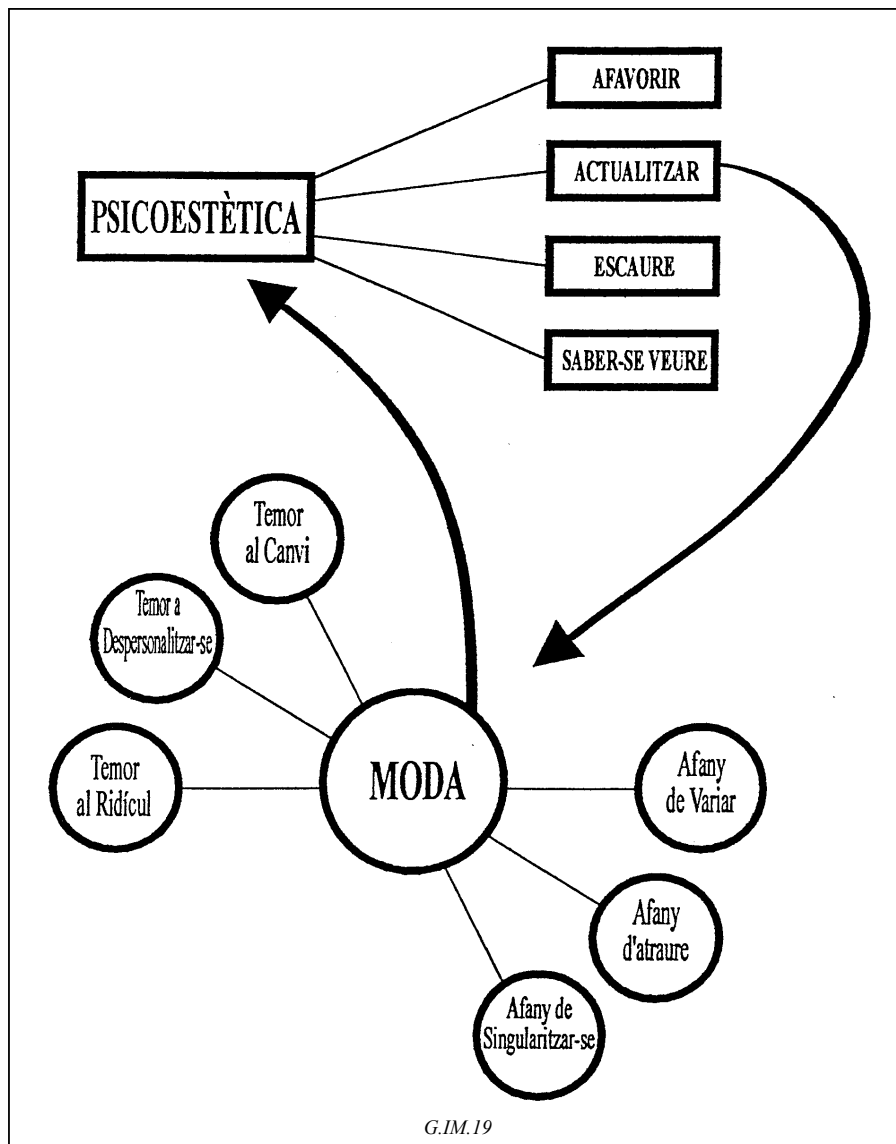 AFAVORIR
ACTUALITZAR
PSICOESTÈTICA
ESCAURE
SABER-SE VEURE
Temor
al Canvi
Temor a
Despersonalitzar-se
Temor
al Ridícul
MODA
Afany
de Variar
Afany
d'atraure
Afany de
Singularitzar-se
G.IM.19